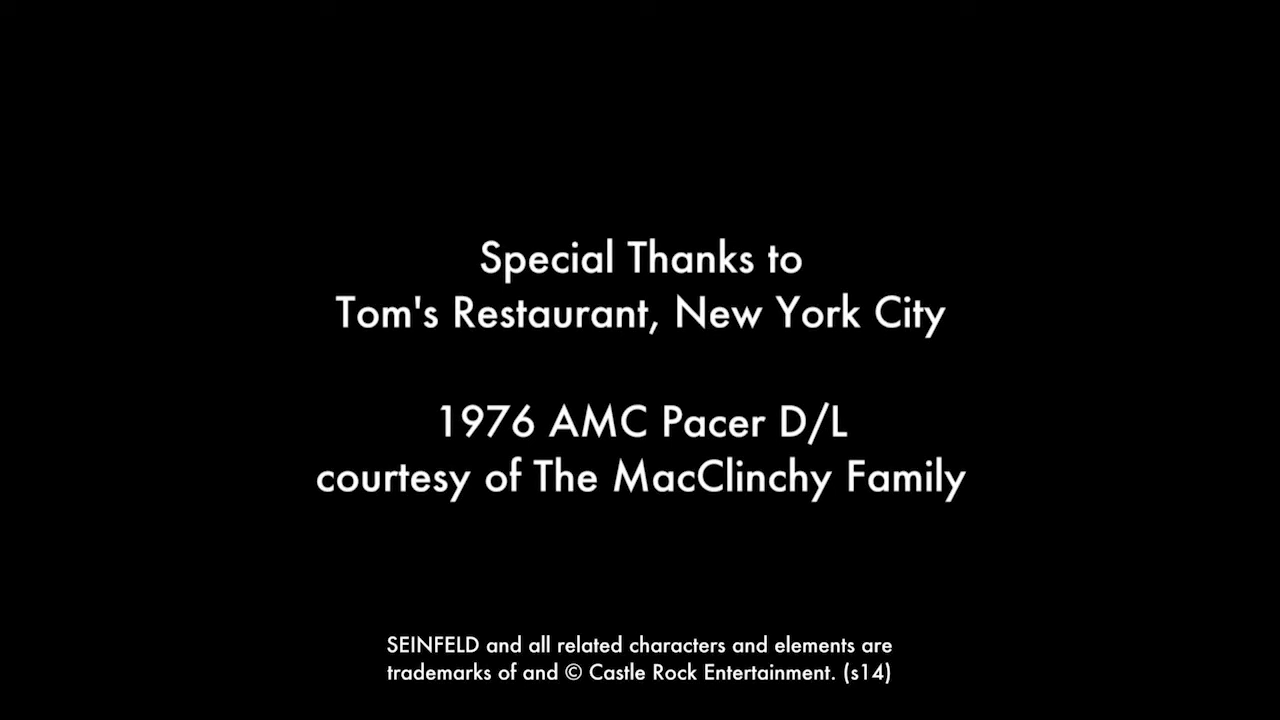 Special Thanks to
Tom's Restaurant, New York City
1976 AMC Pacer D/L
courtesy of The MacClinchy Family
SEINFELD and all related characters and elements are
trademarks of and © Castle Rock Entertainment. (s14)